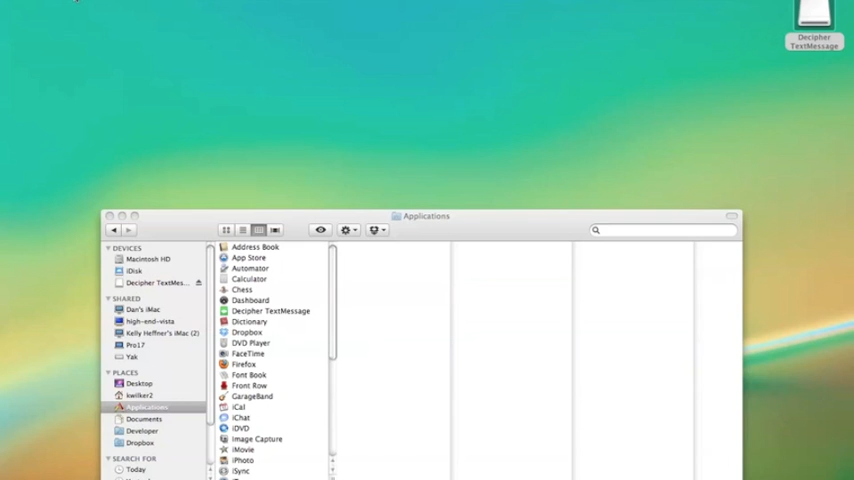 Decipher
TextMessage
Applications
DEVICES
Macintosh HD
iDisk
Decipher TextMes...
SHARED
Dan's iMac
high-end-vista
Kelly Heffner's iMac (2)
Pro17
Yak
PLACES
Desktop
kwilker2
Applications
Documents
Developer
Dropbox
SEARCH FOR
Today
Address Book
App Store
Automator
Calculator
Chess
Dashboard
Decipher TextMessage
Dictionary
Dropbox
DVD Player
FaceTime
Firefox
Font Book
Front Row
GarageBand
iCal
iChat
iDVD
Image Capture
iMovie
iPhoto
iSync